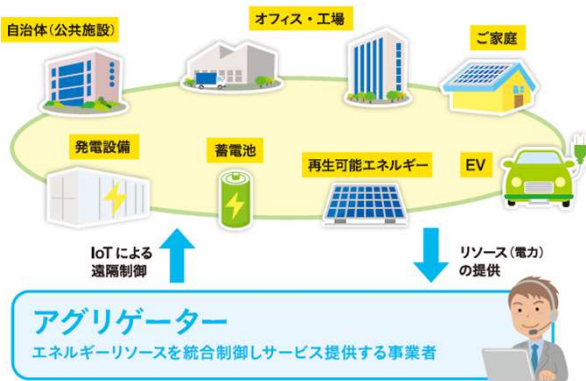 自治体(公共施設)
オフィス・工場
ご家庭
発電設備
蓄電池
再生可能エネルギー
EV
IoTによる
遠隔制御
リソース(電力)
の提供
アグリゲーター
エネルギーリソースを統合制御しサービス提供する事業者